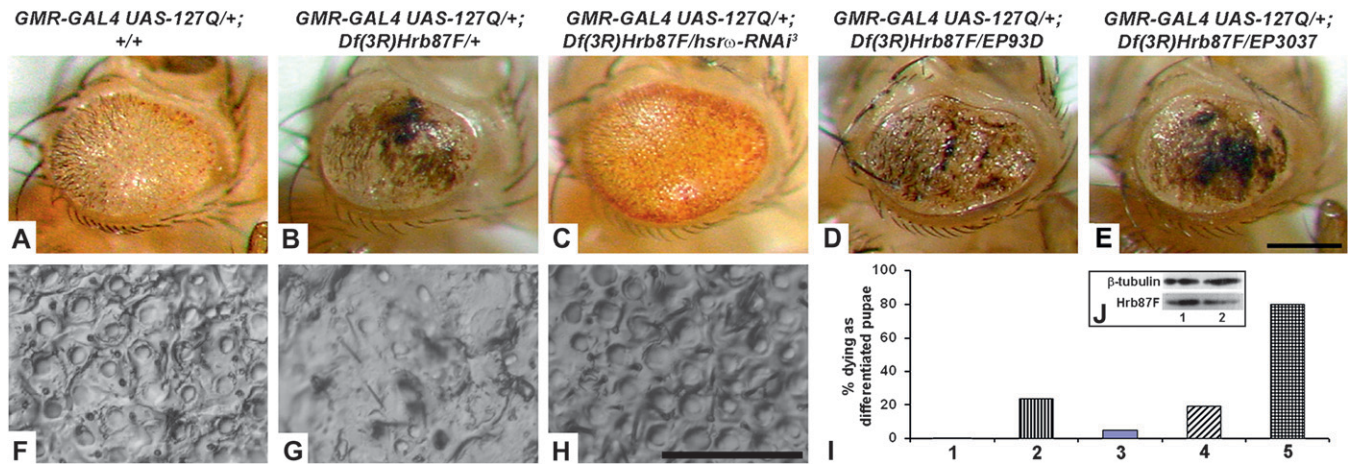 GMR-GAL4 UAS-127Q/+;
+/+
GMR-GAL4 UAS-127Q/+;
Df(3R)Hrb87F/+
GMR-GAL4 UAS-127Q/+;
Df(3R)Hrb87F/hsrω-RNAi³
GMR-GAL4 UAS-127Q/+;
Df(3R)Hrb87F/EP93D
GMR-GAL4 UAS-127Q/+;
Df(3R)Hrb87F/EP3037
A
B
C
D
E
F
G
H
I
% dying as
differentiated pupae
100
80
60
40
20
0
1
2
3
4
5
J
β-tubulin
Hrb87F
1
2